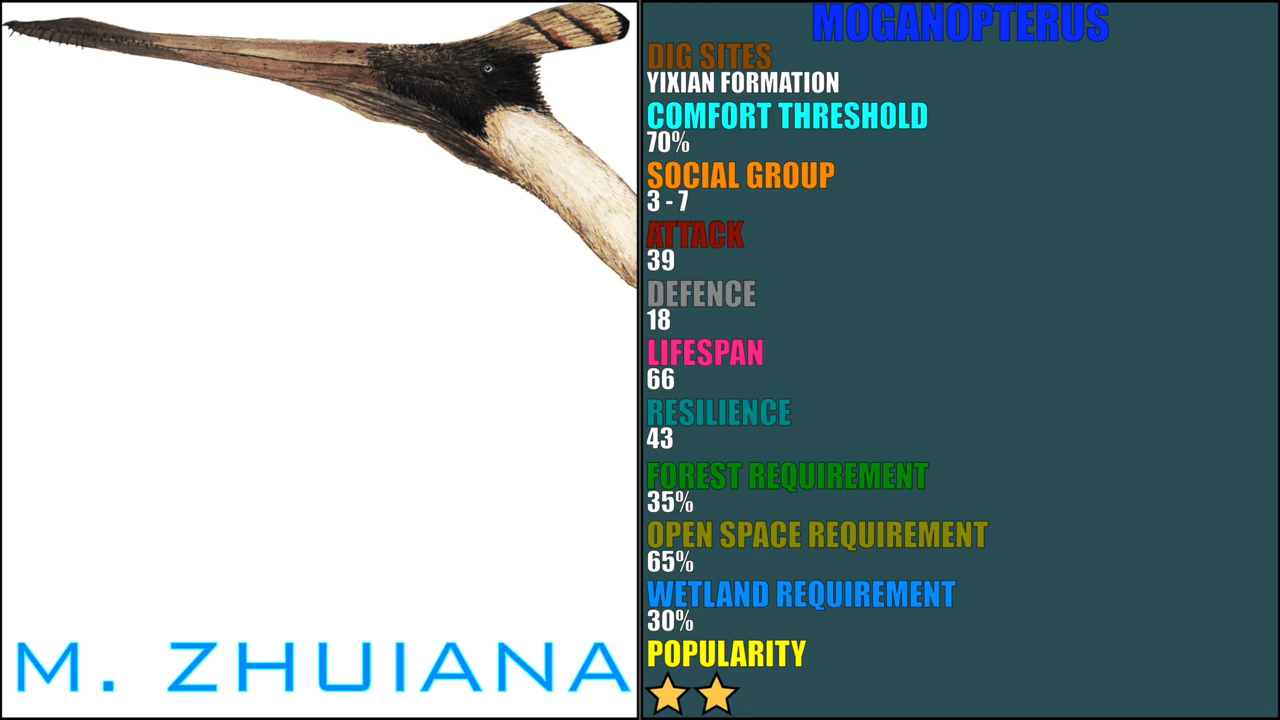 M. ZHUIANA
MOGANOPTERUS
DIG SITES
YIXIAN FORMATION
COMFORT THRESHOLD
70%
SOCIAL GROUP
3 - 7
ATTACK
39
DEFENCE
18
LIFESPAN
66
RESILIENCE
43
FOREST REQUIREMENT
35%
OPEN SPACE REQUIREMENT
65%
WETLAND REQUIREMENT
30%
POPULARITY